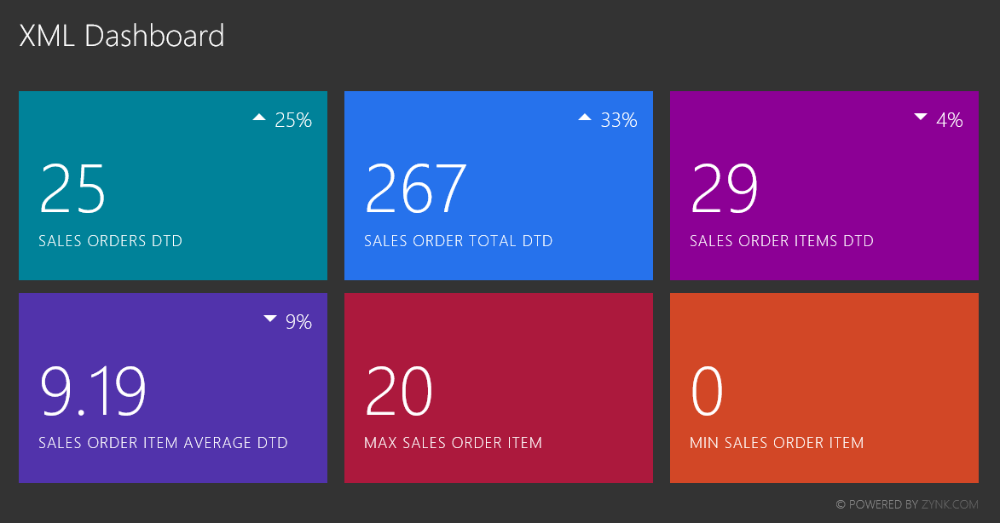 XML Dashboard
▲ 25%
25
SALES ORDERS DTD
▲ 33%
267
SALES ORDER TOTAL DTD
▼ 4%
29
SALES ORDER ITEMS DTD
▼ 9%
9.19
SALES ORDER ITEM AVERAGE DTD
20
MAX SALES ORDER ITEM
0
MIN SALES ORDER ITEM
© POWERED BY ZYNK.COM